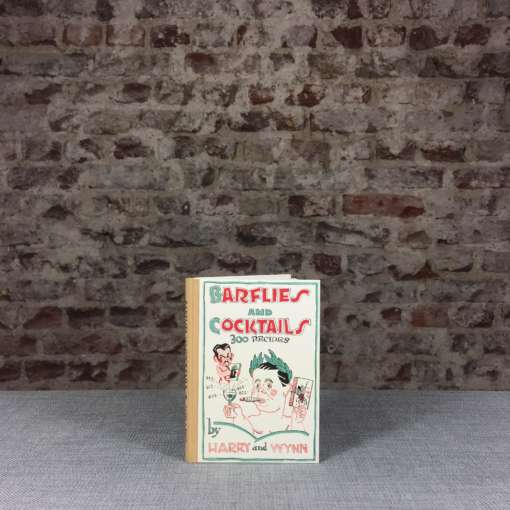 BARFLIES
AND
COCKTAILS
300 RECIPES
by
HARRY and WYNN